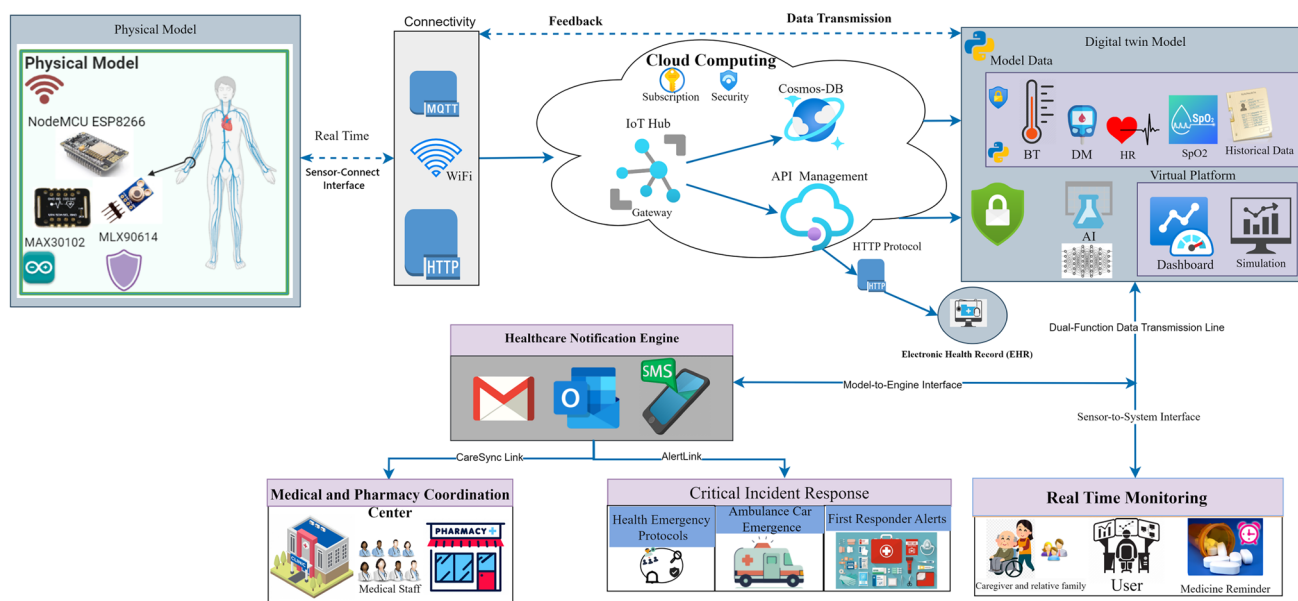 Physical Model
Physical Model
NodeMCU ESP8266
MAX30102
MLX90614
Real Time
Sensor-Connect
Interface
Connectivity
MQTT
WiFi
HTTP
Feedback
Data Transmission
Cloud Computing
Subscription
Security
IoT Hub
Gateway
Cosmos-DB
API Management
HTTP Protocol
HTTP
Electronic Health Record (EHR)
Digital twin Model
Model Data
BT
DM
HR
SpO₂
SpO2
Historical Data
Virtual Platform
AI
Dashboard
Simulation
Dual-Function Data Transmission Line
Model-to-Engine Interface
Sensor-to-System Interface
Healthcare Notification Engine
SMS
CareSync Link
AlertLink
Medical and Pharmacy Coordination
Center
CLINIC
Medical Staff
PHARMACY
Critical Incident Response
Health Emergency
Protocols
Ambulance Car
Emergence
First Responder Alerts
Real Time Monitoring
Caregiver and relative family
User
Medicine Reminder